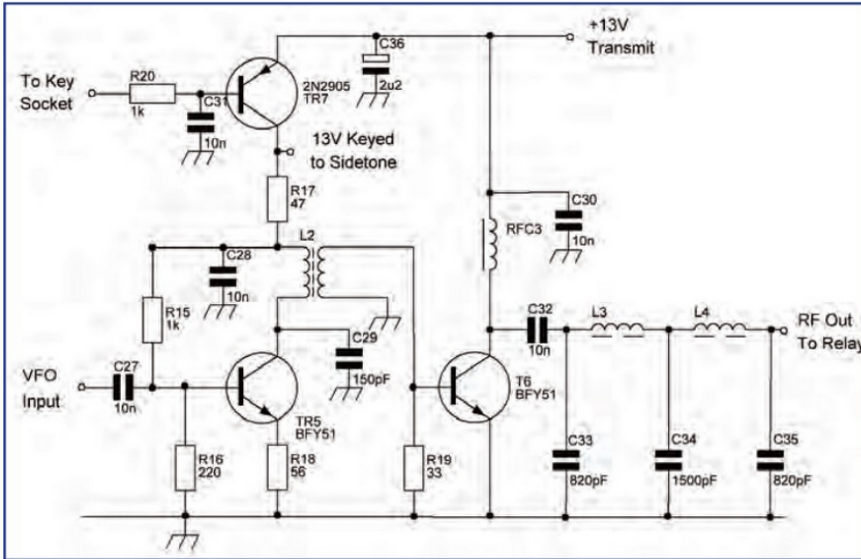 +13V
Transmit
C36
2u2
R20
1k
To Key
Socket
C31
10n
2N2905
TR7
13V Keyed
to Sidetone
R17
47
C30
10n
RFC3
L2
C28
10n
R15
1k
C29
150pF
C32
10n
L3
L4
RF Out
To Relay
VFO
Input
C27
10n
TR5
BFY51
T6
BFY51
R16
220
R18
56
R19
33
C33
820pF
C34
1500pF
C35
820pF